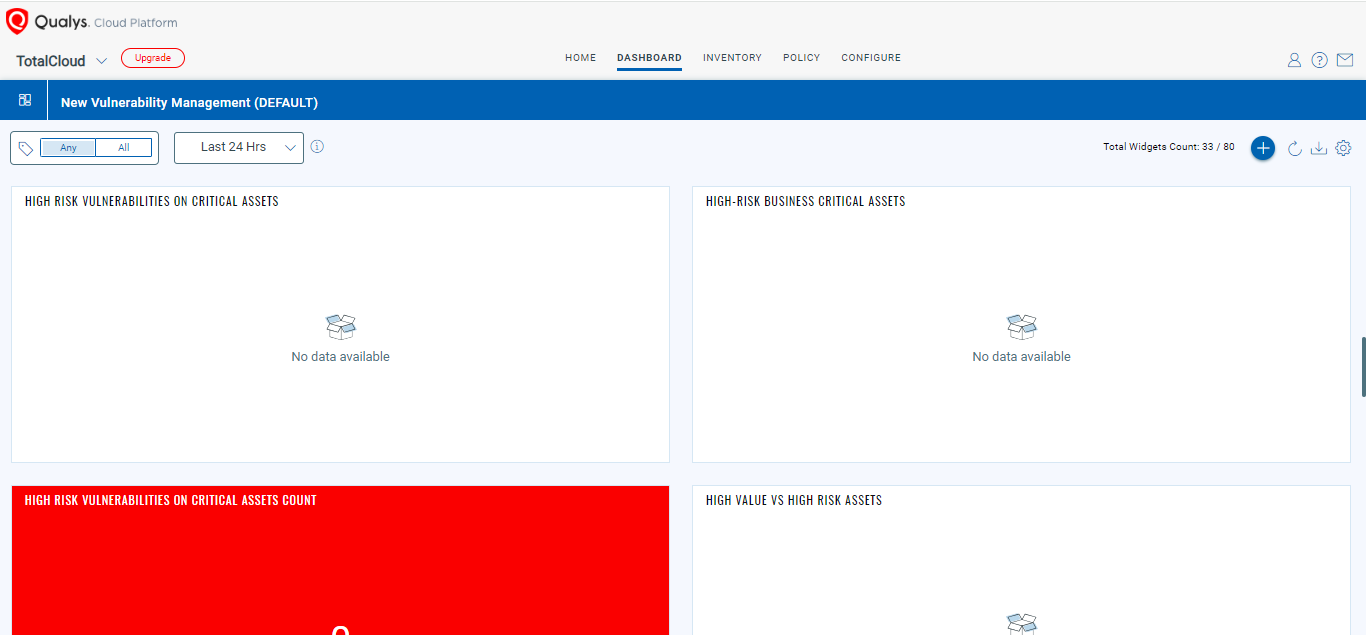 Qualys. Cloud Platform
TotalCloud
Upgrade
HOME
DASHBOARD
INVENTORY
POLICY
CONFIGURE
New Vulnerability Management (DEFAULT)
Any
All
Last 24 Hrs
Total Widgets Count: 33 / 80
HIGH RISK VULNERABILITIES ON CRITICAL ASSETS
No data available
HIGH-RISK BUSINESS CRITICAL ASSETS
No data available
HIGH RISK VULNERABILITIES ON CRITICAL ASSETS COUNT
HIGH VALUE VS HIGH RISK ASSETS